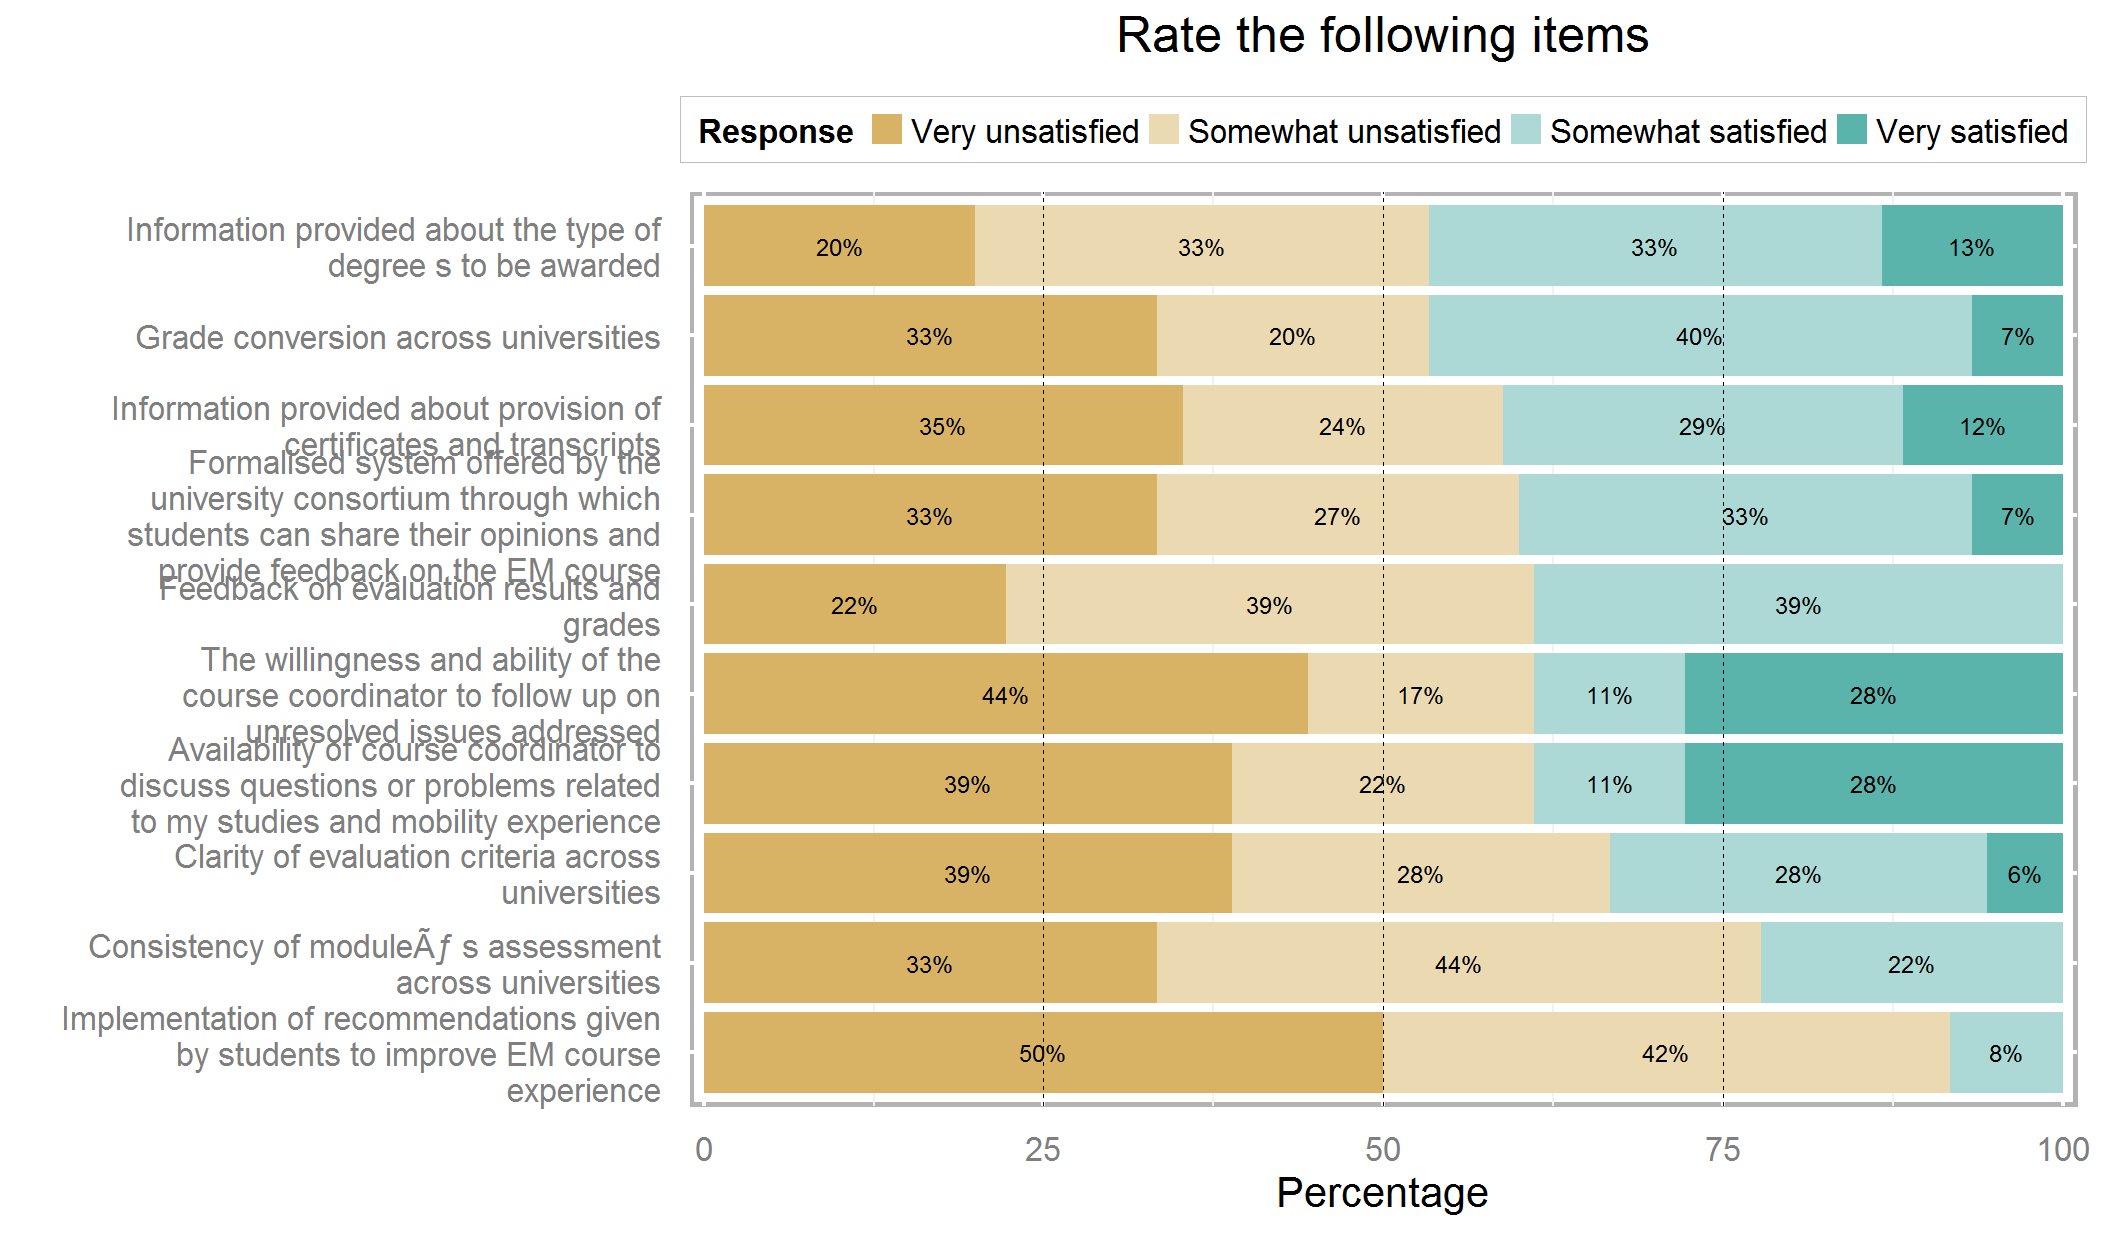 Rate the following items
Response Very unsatisfied Somewhat unsatisfied Somewhat satisfied Very satisfied
Information provided about the type of
degree s to be awarded
20% 33% 33% 13%
Grade conversion across universities
33% 20% 40% 7%
Information provided about provision of
certificates and transcripts
35% 24% 29% 12%
Formalised system offered by the
university consortium through which
students can share their opinions and
provide feedback on the EM course
33% 27% 33% 7%
Feedback on evaluation results and
grades
22% 39% 39%
The willingness and ability of the
course coordinator to follow up on
unresolved issues addressed
44% 17% 11% 28%
Availability of course coordinator to
discuss questions or problems related
to my studies and mobility experience
39% 22% 11% 28%
Clarity of evaluation criteria across
universities
39% 28% 28% 6%
Consistency of moduleÃƒ s assessment
across universities
33% 44% 22%
Implementation of recommendations given
by students to improve EM course
experience
50% 42% 8%
0 25 50 75 100
Percentage